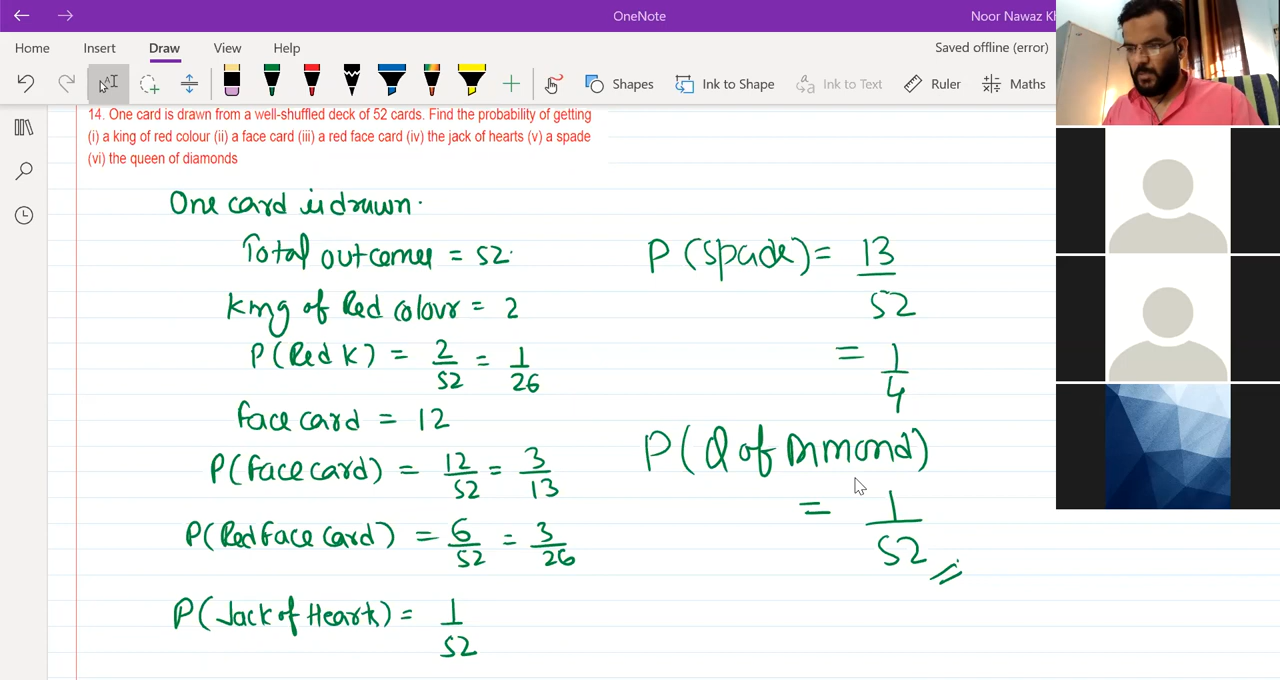 OneNote
Noor Nawaz Kh
Home Insert Draw View Help
Saved offline (error)
Shapes Ink to Shape Ink to Text Ruler Maths
14. One card is drawn from a well-shuffled deck of 52 cards. Find the probability of getting
(i) a king of red colour (ii) a face card (iii) a red face card (iv) the jack of hearts (v) a spade
(vi) the queen of diamonds
One card is drawn.
Total outcomes = 52.
King of Red colour = 2
P(Red K) = 2/52 = 1/26
Face card = 12
P(Face card) = 12/52 = 3/13
P(Red Face Card) = 6/52 = 3/26
P(Jack of Heart) = 1/52
P(Spade) = 13/52
= 1/4
P(Q of Dimond)
= 1/52